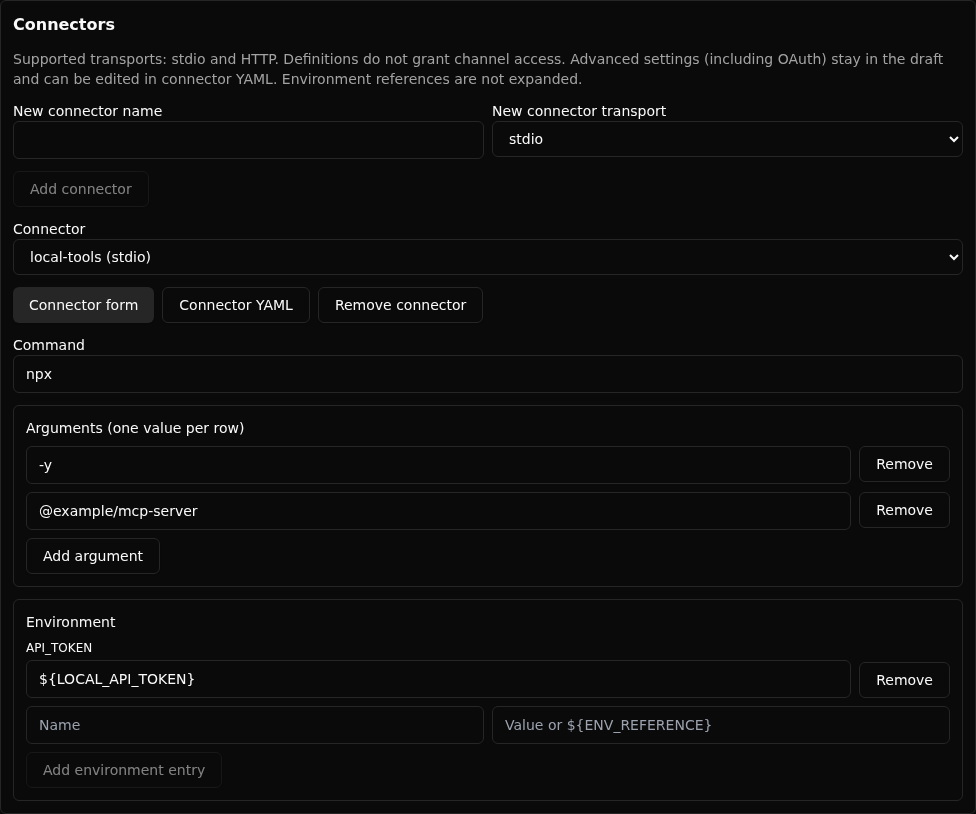 Connectors
Supported transports: stdio and HTTP. Definitions do not grant channel access. Advanced settings (including OAuth) stay in the draft
and can be edited in connector YAML. Environment references are not expanded.
New connector name
New connector transport
stdio
Add connector
Connector
local-tools (stdio)
Connector form
Connector YAML
Remove connector
Command
npx
Arguments (one value per row)
-y
Remove
@example/mcp-server
Remove
Add argument
Environment
API_TOKEN
${LOCAL_API_TOKEN}
Remove
Name
Value or ${ENV_REFERENCE}
Add environment entry